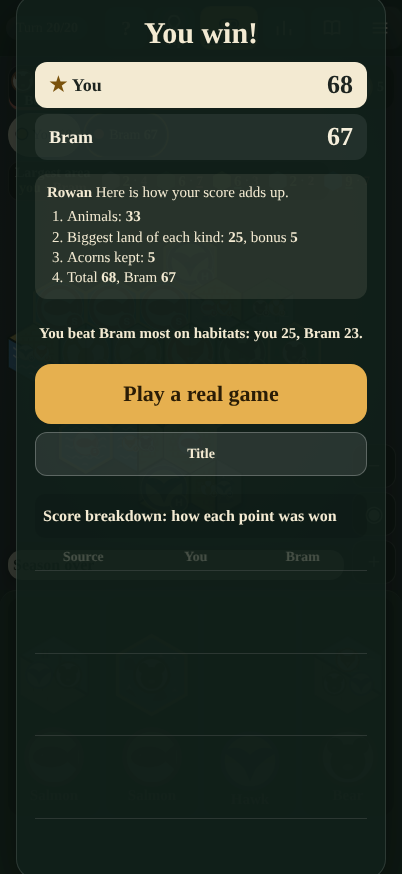 You win!
★ You 68
Bram 67
Rowan Here is how your score adds up.
1. Animals: 33
2. Biggest land of each kind: 25, bonus 5
3. Acorns kept: 5
4. Total 68, Bram 67
You beat Bram most on habitats: you 25, Bram 23.
Play a real game
Title
Score breakdown: how each point was won
Source You Bram